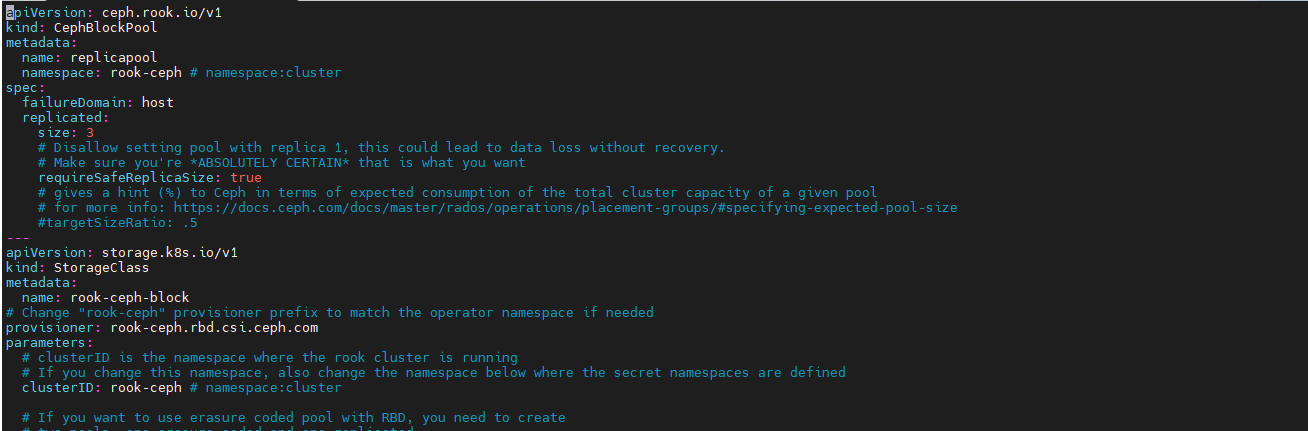 apiVersion: ceph.rook.io/v1
kind: CephBlockPool
metadata:
  name: replicapool
  namespace: rook-ceph # namespace:cluster
spec:
  failureDomain: host
  replicated:
    size: 3
    # Disallow setting pool with replica 1, this could lead to data loss without recovery.
    # Make sure you're *ABSOLUTELY CERTAIN* that is what you want
    requireSafeReplicaSize: true
    # gives a hint (%) to Ceph in terms of expected consumption of the total cluster capacity of a given pool
    # for more info: https://docs.ceph.com/docs/master/rados/operations/placement-groups/#specifying-expected-pool-size
    #targetSizeRatio: .5
---
apiVersion: storage.k8s.io/v1
kind: StorageClass
metadata:
  name: rook-ceph-block
# Change "rook-ceph" provisioner prefix to match the operator namespace if needed
provisioner: rook-ceph.rbd.csi.ceph.com
parameters:
  # clusterID is the namespace where the rook cluster is running
  # If you change this namespace, also change the namespace below where the secret namespaces are defined
  clusterID: rook-ceph # namespace:cluster
  # If you want to use erasure coded pool with RBD, you need to create
  # two pools. one erasure coded and one replicated.